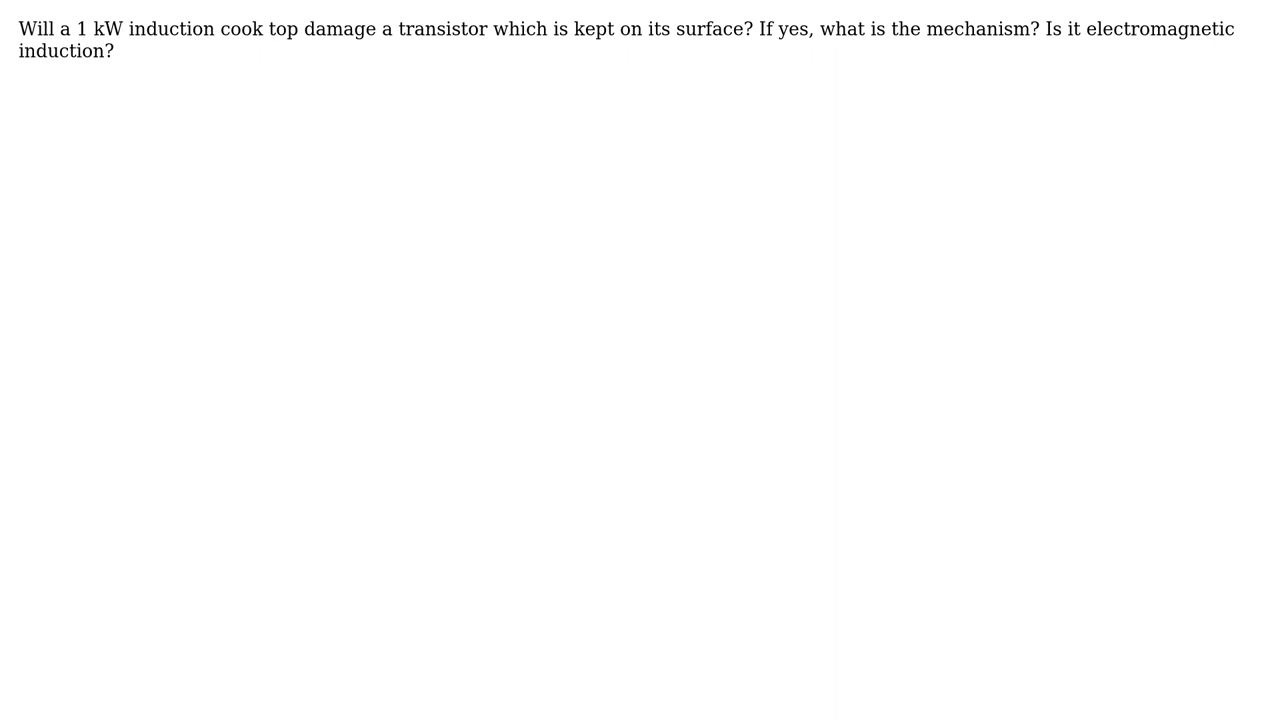 Will a 1 kW induction cook top damage a transistor which is kept on its surface? If yes, what is the mechanism? Is it electromagnetic
induction?